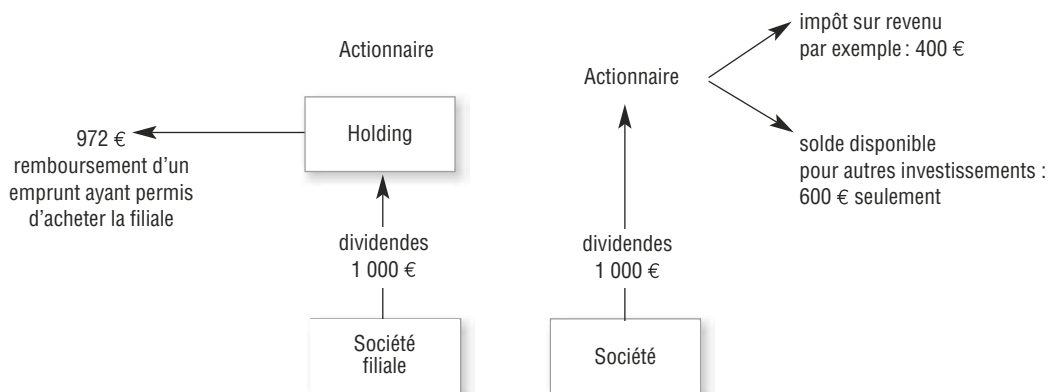 Actionnaire
Holding
972 €
remboursement d'un
emprunt ayant permis
d'acheter la filiale
dividendes
1 000 €
Société
filiale
impôt sur revenu
par exemple : 400 €
Actionnaire
solde disponible
pour autres investissements :
600 € seulement
dividendes
1 000 €
Société